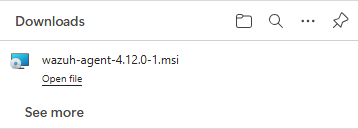 Downloads
wazuh-agent-4.12.0-1.msi
Open file
See more